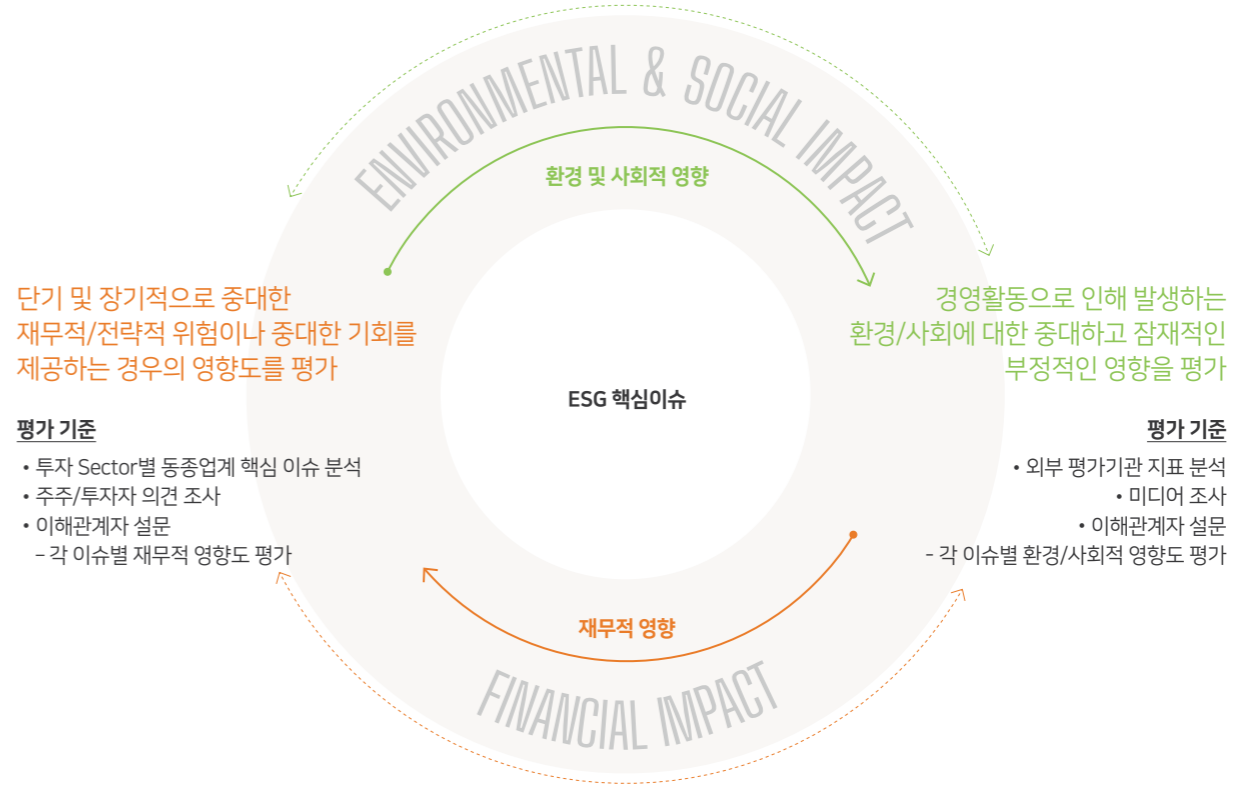 ENVIRONMENTAL & SOCIAL IMPACT
환경 및 사회적 영향
단기 및 장기적으로 중대한
재무적/전략적 위험이나 중대한 기회를
제공하는 경우의 영향도를 평가
평가 기준
• 투자 Sector별 동종업계 핵심 이슈 분석
• 주주/투자자 의견 조사
• 이해관계자 설문
– 각 이슈별 재무적 영향도 평가
ESG 핵심이슈
경영활동으로 인해 발생하는
환경/사회에 대한 중대하고 잠재적인
부정적인 영향을 평가
평가 기준
• 외부 평가기관 지표 분석
• 미디어 조사
• 이해관계자 설문
- 각 이슈별 환경/사회적 영향도 평가
재무적 영향
FINANCIAL IMPACT